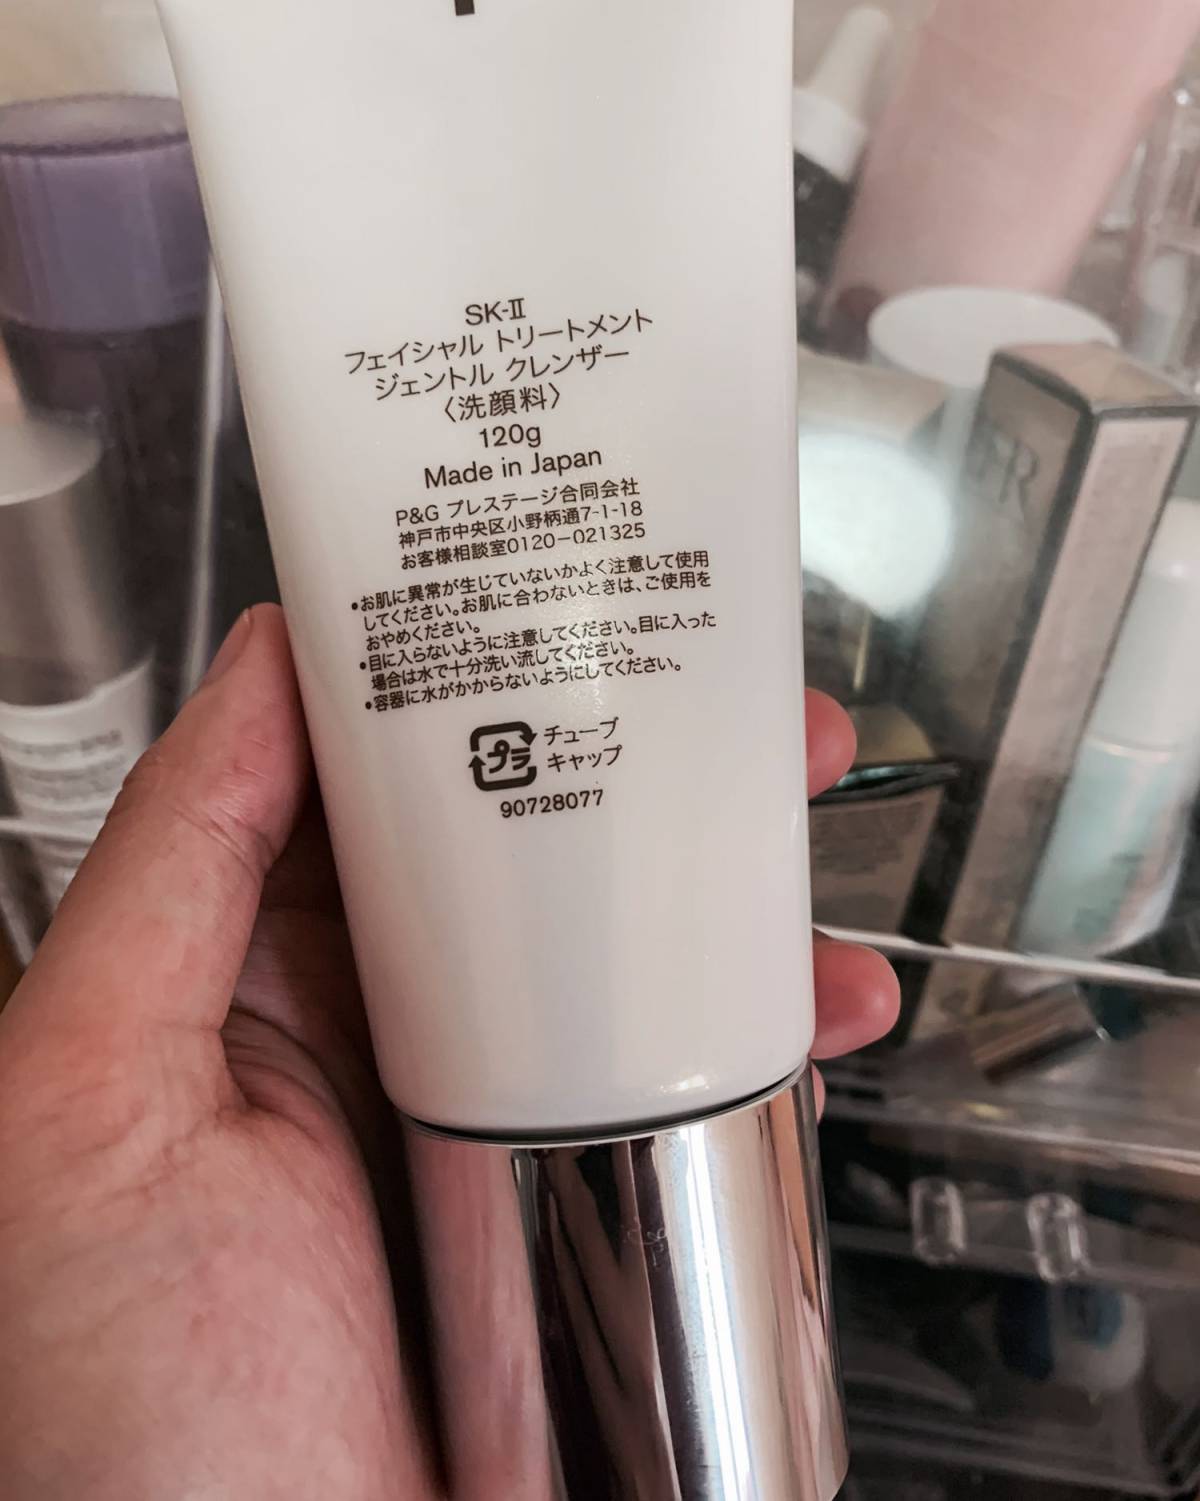 SK-Ⅱ
フェイシャル トリートメント
ジェントル クレンザー
〈洗顔料〉
120g
Made in Japan
P&G プレステージ合同会社
神戸市中央区小野柄通7-1-18
お客様相談室0120-021325
•お肌に異常が生じていないかよく注意して使用
してください。お肌に合わないときは、ご使用を
おやめください。
•目に入らないように注意してください。目に入った
場合は水で十分洗い流してください。
•容器に水がかからないようにしてください。
プラ チューブ
キャップ
90728077